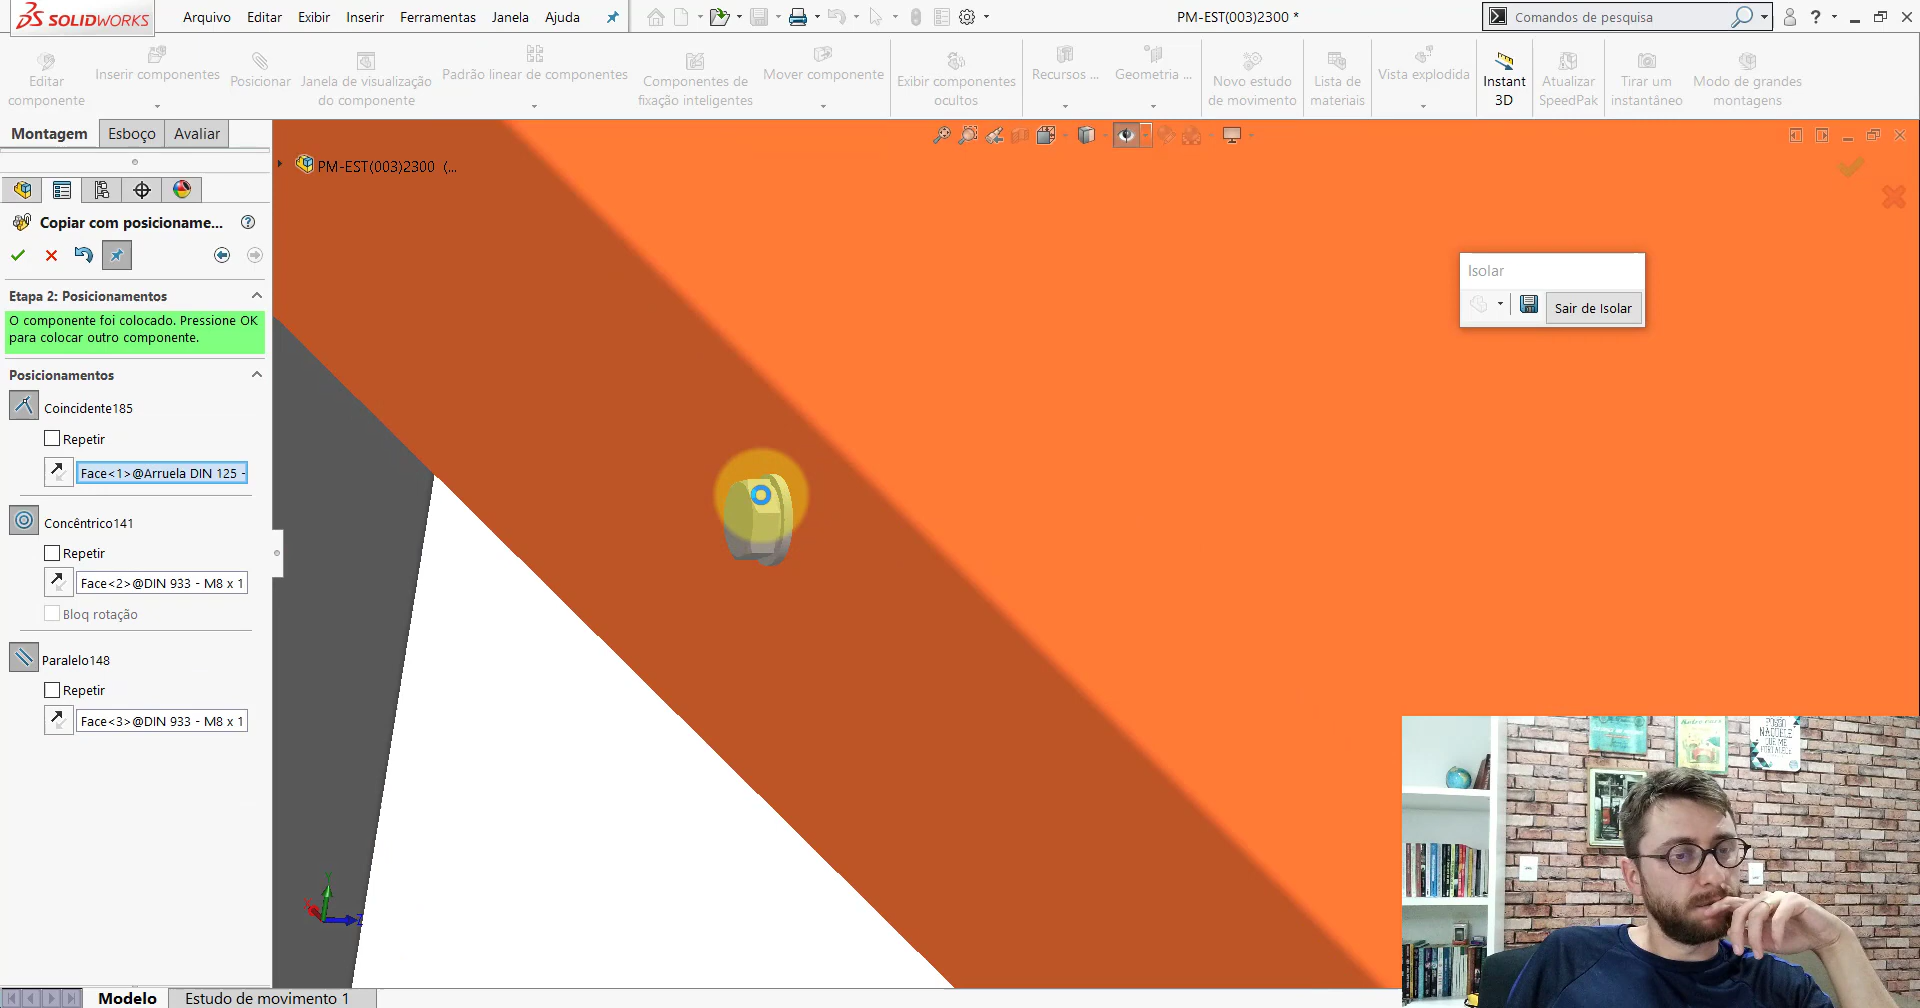 SOLIDWORKS
Arquivo Editar Exibir Inserir Ferramentas Janela Ajuda
PM-EST(003)2300 *
Comandos de pesquisa
Editar componente
Inserir componentes
Posicionar
Janela de visualização do componente
Padrão linear de componentes
Componentes de fixação inteligentes
Mover componente
Exibir componentes ocultos
Recursos ...
Geometria ...
Novo estudo de movimento
Lista de materiais
Vista explodida
Instant 3D
Atualizar SpeedPak
Tirar um instantâneo
Modo de grandes montagens
Montagem Esboço Avaliar
PM-EST(003)2300 (...
Copiar com posicioname...
Etapa 2: Posicionamentos
O componente foi colocado. Pressione OK
para colocar outro componente.
Posicionamentos
Coincidente185
Repetir
Face<1>@Arruela DIN 125 -
Concêntrico141
Repetir
Face<2>@DIN 933 - M8 x 1
Bloq rotação
Paralelo148
Repetir
Face<3>@DIN 933 - M8 x 1
Isolar
Sair de Isolar
Y
X
Z
NAQUELE
QUE ME
FORTALECE
Modelo Estudo de movimento 1